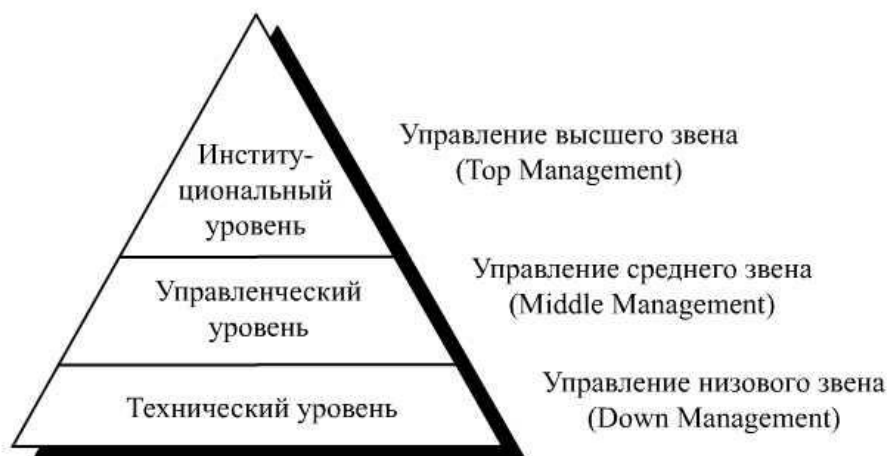 Институ-
циональный
уровень
Управление высшего звена
(Top Management)
Управленческий
уровень
Управление среднего звена
(Middle Management)
Технический уровень
Управление низового звена
(Down Management)